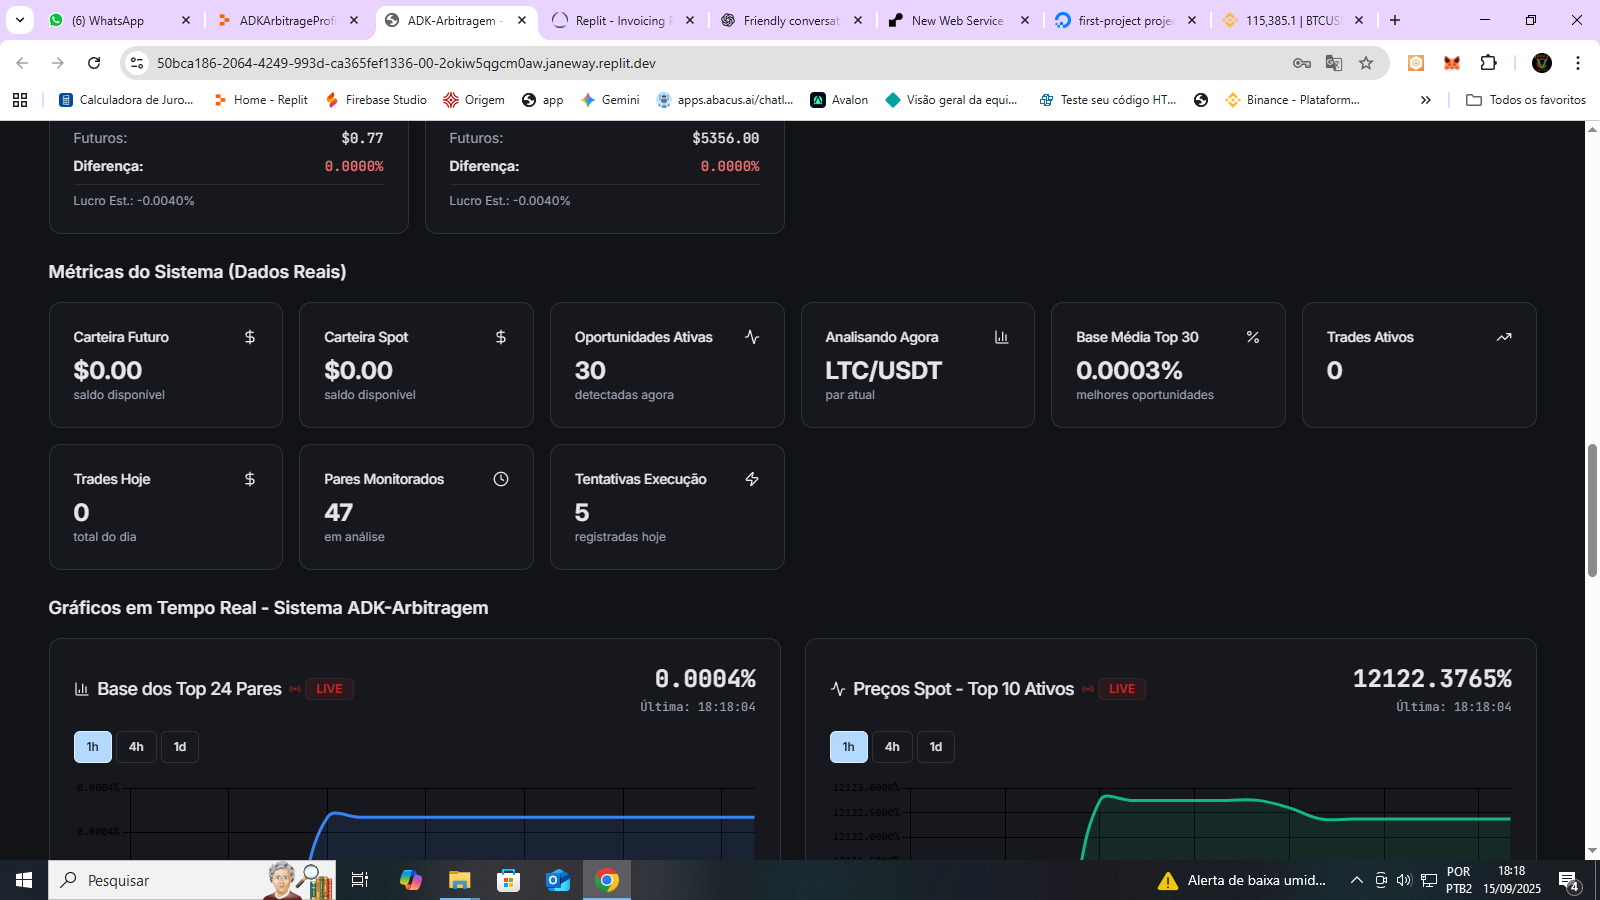 (6) WhatsApp
ADKArbitrageProfi
ADK-Arbitragem -
Replit - Invoicing P
Friendly conversat
New Web Service
first-project proje
115,385.1 | BTCUS
50bca186-2064-4249-993d-ca365fef1336-00-2okiw5qgcm0aw.janeway.replit.dev
Calculadora de Juro...
Home - Replit
Firebase Studio
Origem
app
Gemini
apps.abacus.ai/chatl...
Avalon
Visão geral da equi...
Teste seu código HT...
Binance - Plataform...
Todos os favoritos
Futuros: $0.77
Diferença: 0.0000%
Lucro Est.: -0.0040%
Futuros: $5356.00
Diferença: 0.0000%
Lucro Est.: -0.0040%
Métricas do Sistema (Dados Reais)
Carteira Futuro
$0.00
saldo disponível
Carteira Spot
$0.00
saldo disponível
Oportunidades Ativas
30
detectadas agora
Analisando Agora
LTC/USDT
par atual
Base Média Top 30
0.0003%
melhores oportunidades
Trades Ativos
0
Trades Hoje
0
total do dia
Pares Monitorados
47
em análise
Tentativas Execução
5
registradas hoje
Gráficos em Tempo Real - Sistema ADK-Arbitragem
Base dos Top 24 Pares LIVE
0.0004%
Última: 18:18:04
1h 4h 1d
0.0004%
0.0004%
Preços Spot - Top 10 Ativos LIVE
12122.3765%
Última: 18:18:04
1h 4h 1d
12123.0000%
12122.5000%
12122.0000%
Pesquisar
Alerta de baixa umid...
POR
PTB2
18:18
15/09/2025
4